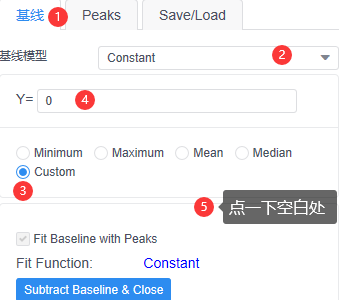 基线 1 Peaks Save/Load
基线模型 Constant 2
Y= 0 4
Minimum Maximum Mean Median
Custom
3
5 点一下空白处
Fit Baseline with Peaks
Fit Function: Constant
Subtract Baseline & Close